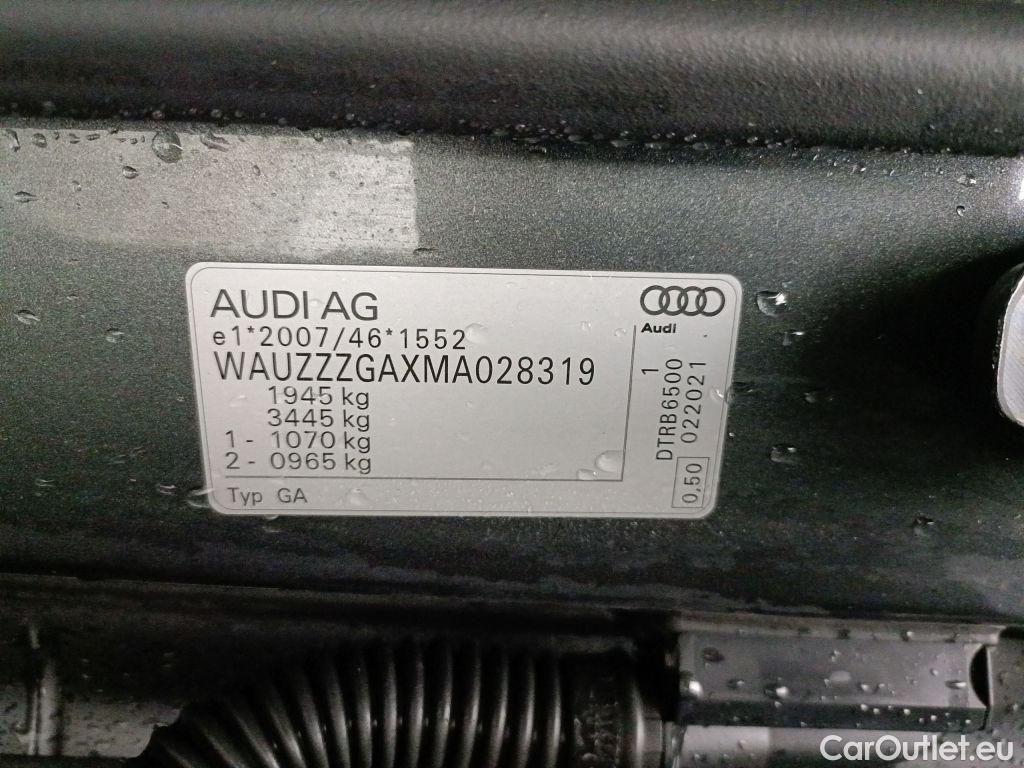 AUDI AG
e1*2007/46*1552
WAUZZZGAXMA028319
1945 kg
3445 kg
1 - 1070 kg
2 - 0965 kg
Typ GA
Audi
1
DTRB6500
022021
0,50
CarOutlet.eu